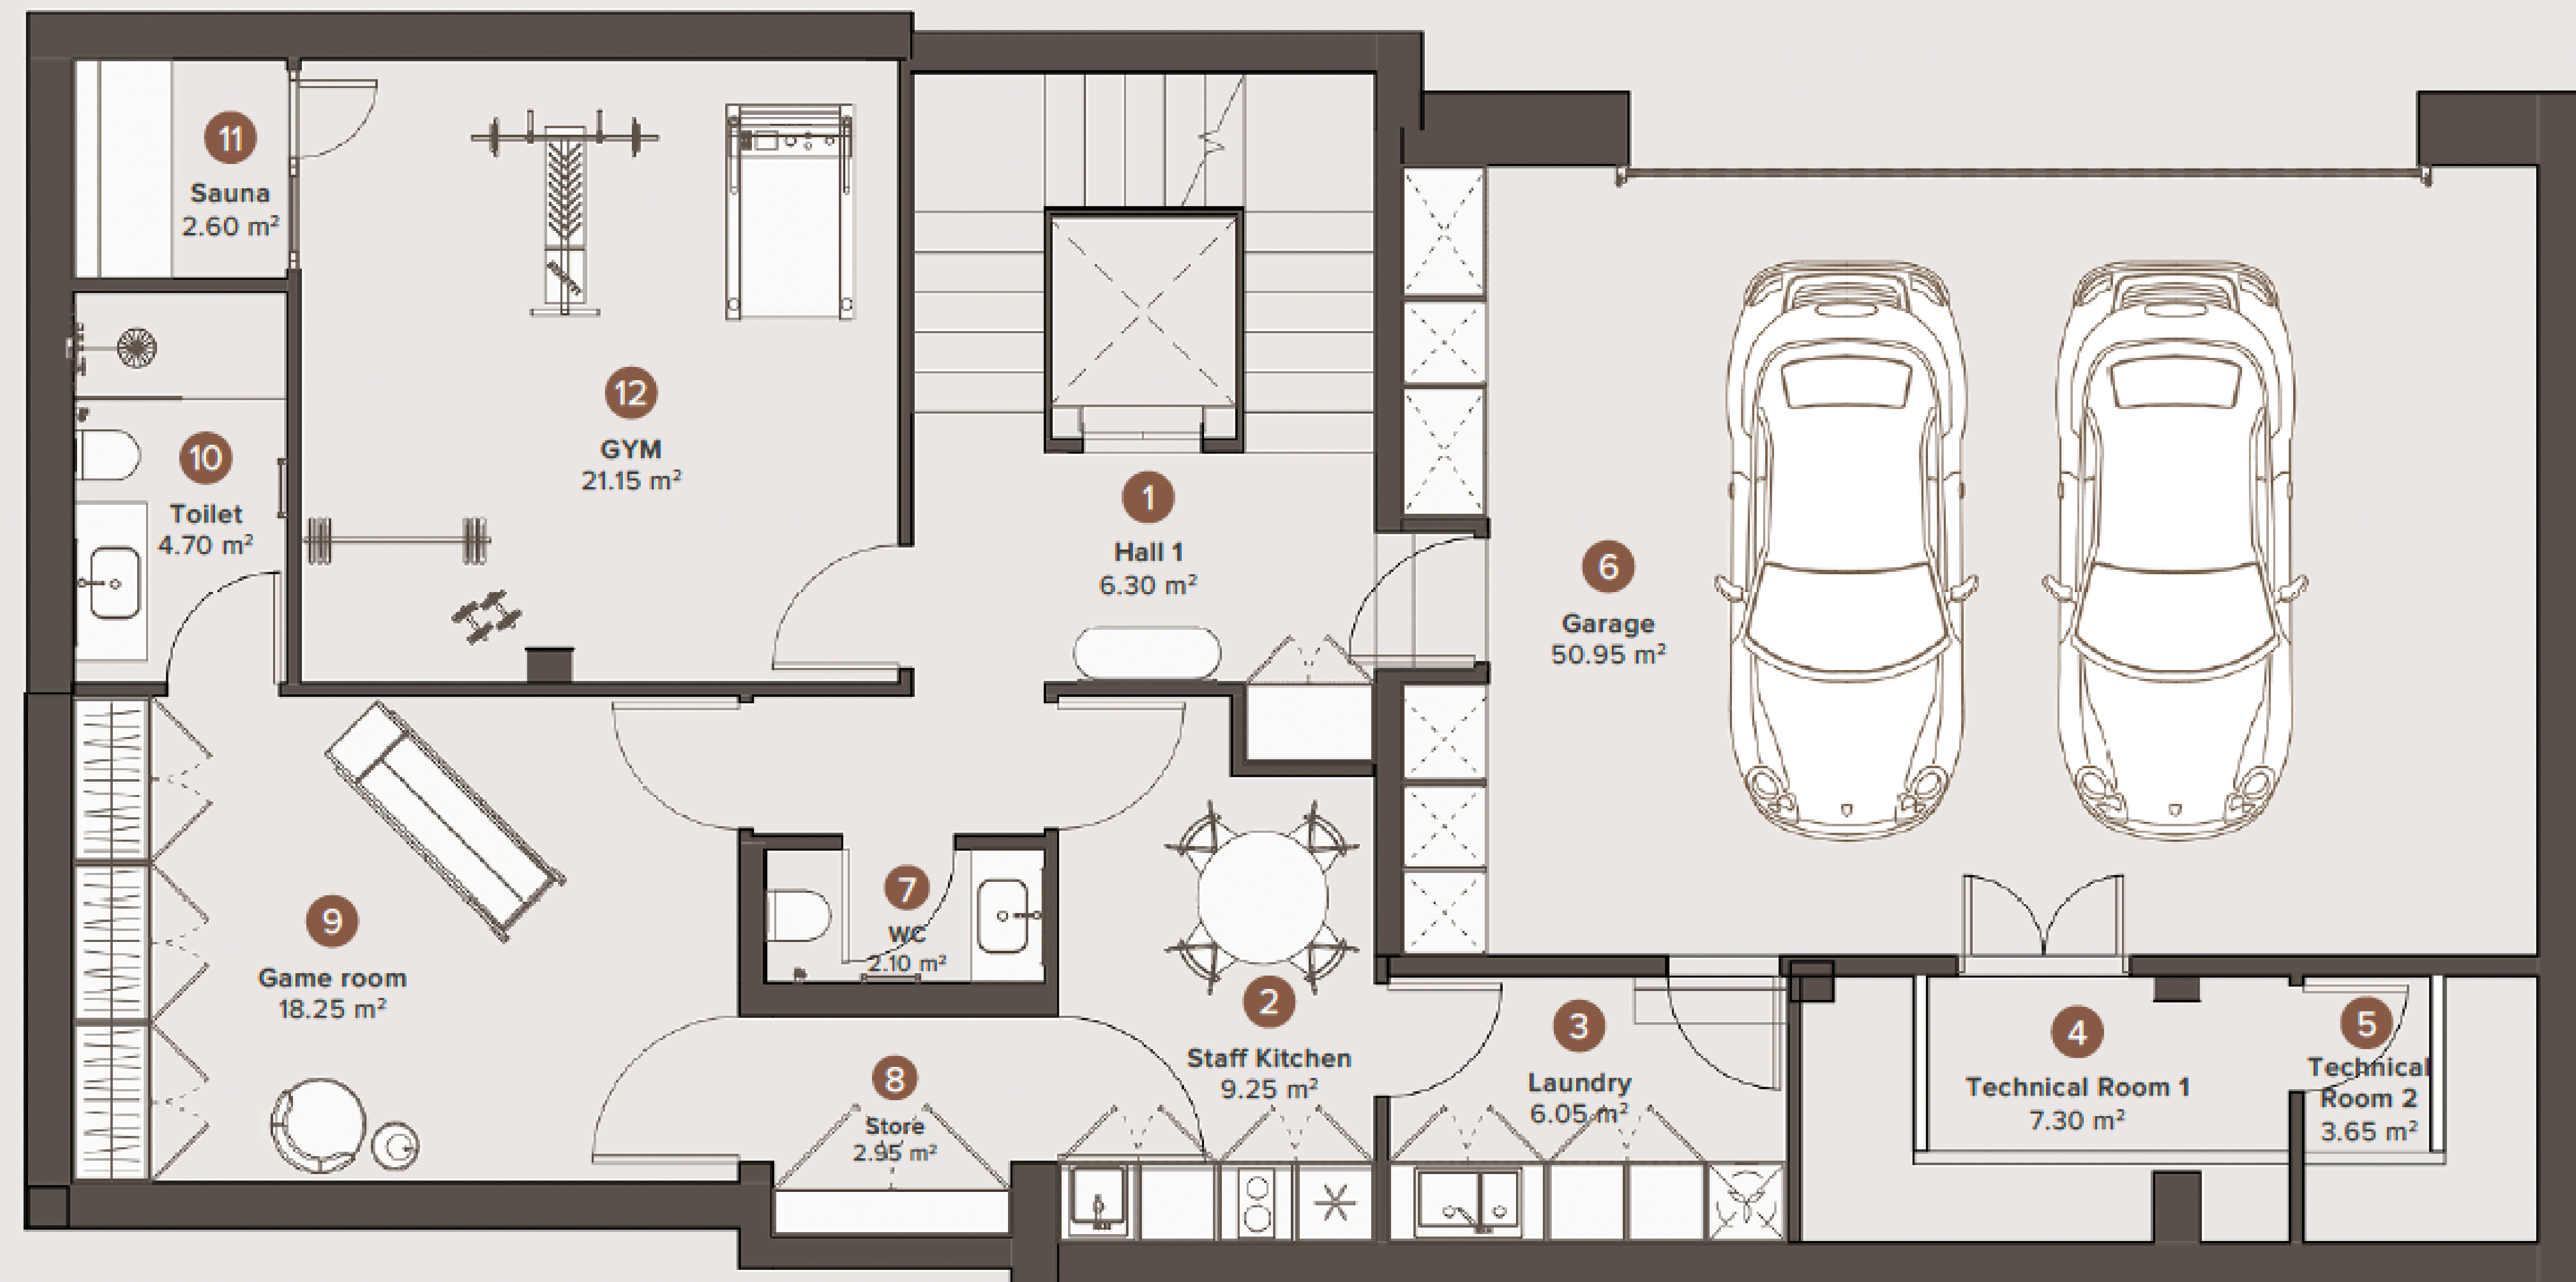 11
Sauna
2.60 m²
12
GYM
21.15 m²
10
Toilet
4.70 m²
1
Hall 1
6.30 m²
6
Garage
50.95 m²
9
Game room
18.25 m²
7
WC
2.10 m²
8
Store
2.95 m²
2
Staff Kitchen
9.25 m²
3
Laundry
6.05 m²
4
Technical Room 1
7.30 m²
5
Technical
Room 2
3.65 m²